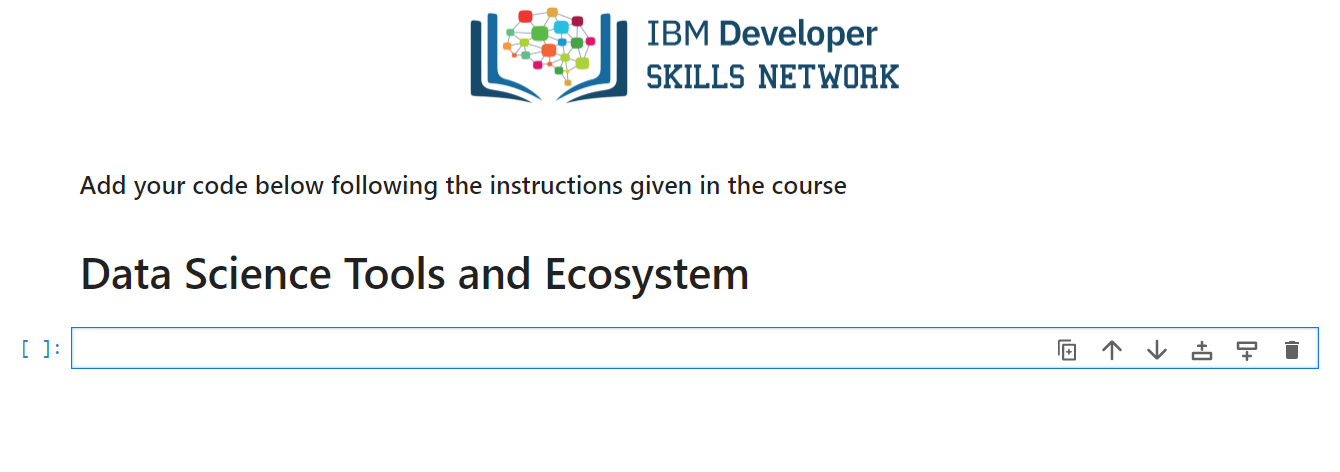 IBM Developer
SKILLS NETWORK
Add your code below following the instructions given in the course
Data Science Tools and Ecosystem
[ ]: